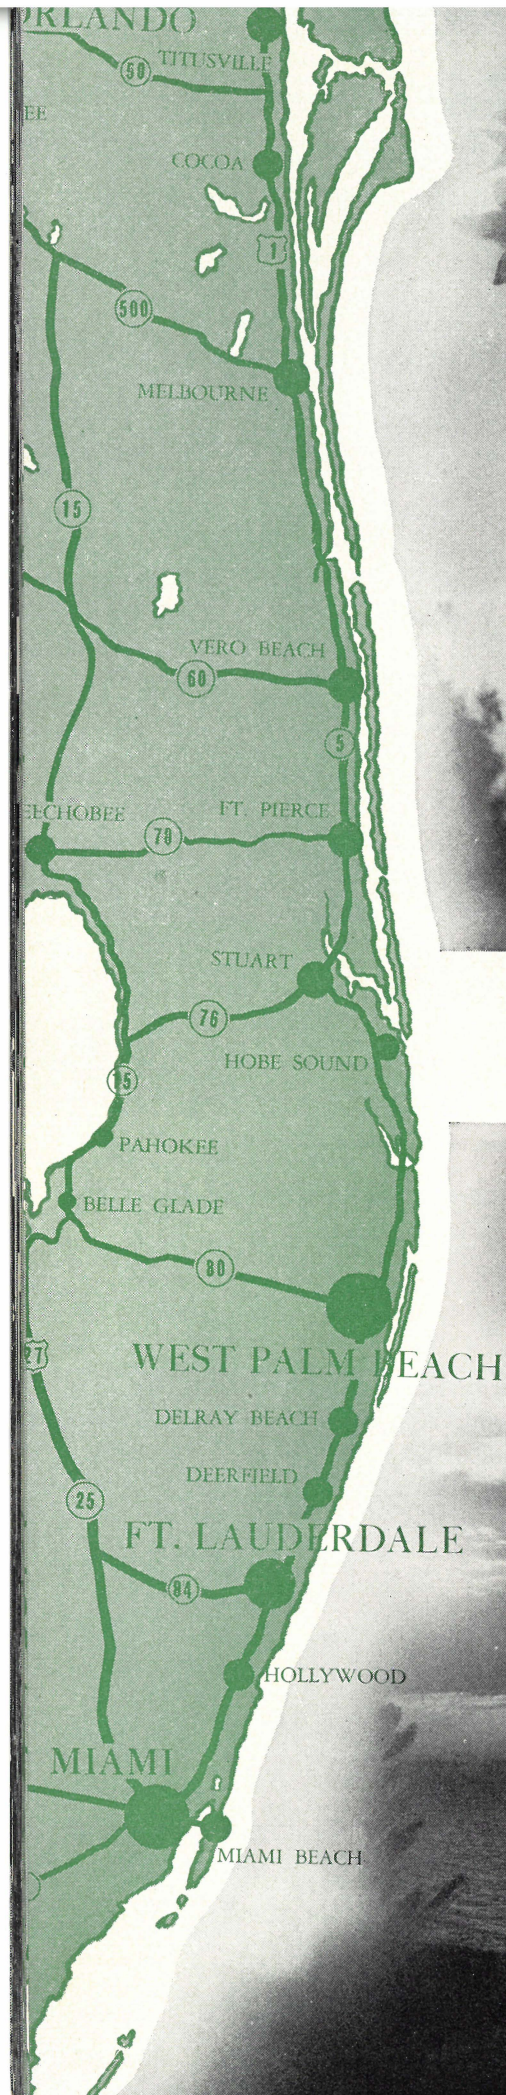 RLANDO
TITUSVILLE
50
EE
COCOA
1
500
MELBOURNE
15
VERO BEACH
60
5
EECHOBEE
FT. PIERCE
70
STUART
76
HOBE SOUND
15
PAHOKEE
BELLE GLADE
80
27
WEST PALM BEACH
DELRAY BEACH
DEERFIELD
25
FT. LAUDERDALE
84
HOLLYWOOD
MIAMI
MIAMI BEACH